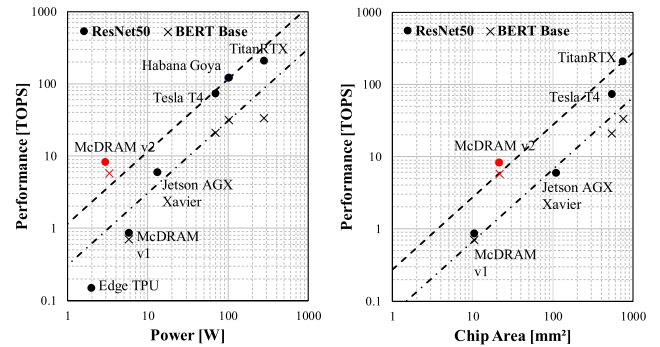 1000
ResNet50 BERT Base
TitanRTX
Habana Goya
100
Tesla T4
McDRAM v2
10
Jetson AGX
Xavier
1
McDRAM
v1
Edge TPU
0.1
1 10 100 1000
Performance [TOPS]
Power [W]
1000
ResNet50 BERT Base
TitanRTX
100
Tesla T4
McDRAM v2
10
Jetson AGX
Xavier
1
McDRAM
v1
0.1
1 10 100 1000
Performance [TOPS]
Chip Area [mm²]